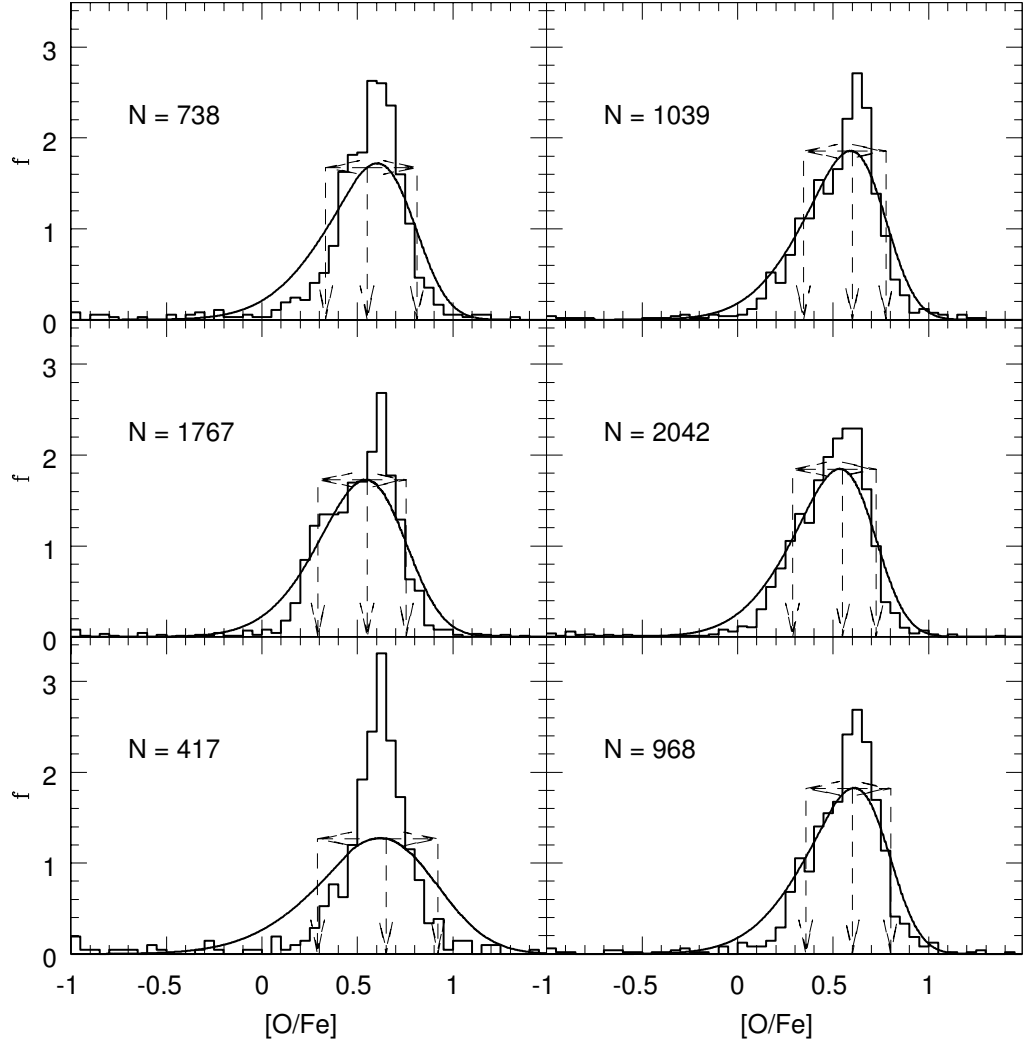 3
2
1
0
f
N = 738
N = 1039
3
2
1
0
f
N = 1767
N = 2042
3
2
1
0
f
N = 417
N = 968
-1 -0.5 0 0.5 1 -1 -0.5 0 0.5 1
[O/Fe] [O/Fe]